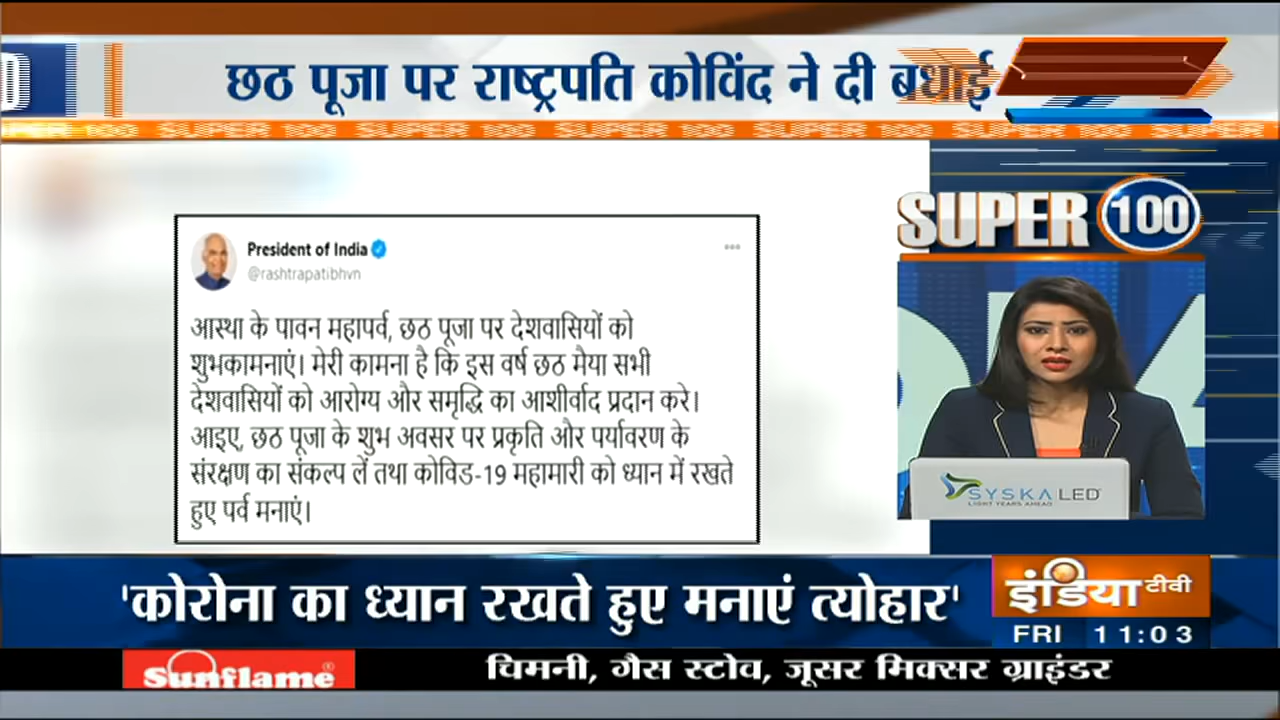 छठ पूजा पर राष्ट्रपति कोविंद ने दी बधाई
SUPER 100 SUPER 100 SUPER 100 SUPER 100 SUPER 100 SUPER
SUPER 100
President of India
@rashtrapatibhvn
आस्था के पावन महापर्व, छठ पूजा पर देशवासियों को
शुभकामनाएं। मेरी कामना है कि इस वर्ष छठ मैया सभी
देशवासियों को आरोग्य और समृद्धि का आशीर्वाद प्रदान करे।
आइए, छठ पूजा के शुभ अवसर पर प्रकृति और पर्यावरण के
संरक्षण का संकल्प लें तथा कोविड-19 महामारी को ध्यान में रखते
हुए पर्व मनाएं।
SYSKA LED
LIGHT YEARS AHEAD
'कोरोना का ध्यान रखते हुए मनाएं त्योहार'
इंडिया टीवी
FRI 11:03
Sunflame®
चिमनी, गैस स्टोव, जूसर मिक्सर ग्राइंडर